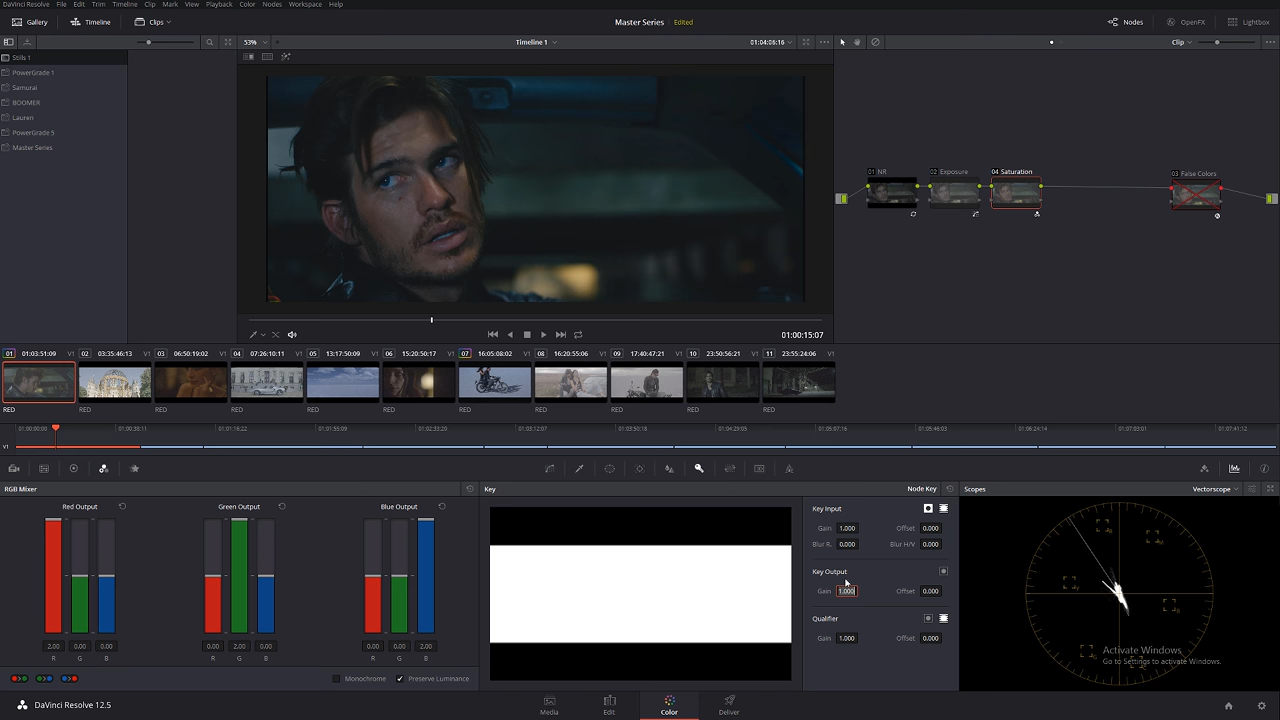 DaVinci Resolve File Edit Trim Timeline Clip Mark View Playback Color Nodes Workspace Help
Gallery Timeline Clips Master Series Edited Nodes OpenFX Lightbox
53% Timeline 1 01:04:06:16 Clip
Stills 1
PowerGrade 1
Samurai
BOOMER
Lauren
PowerGrade 5
Master Series
01 NR 02 Exposure 04 Saturation 03 False Colors
01:00:15:07
01 01:03:51:09 V1 02 03:35:46:13 V1 03 06:50:19:02 V1 04 07:26:10:11 V1 05 13:17:50:09 V1 06 15:20:50:17 V1 07 16:05:08:02 V1 08 16:20:55:06 V1 09 17:40:47:21 V1 10 23:50:56:21 V1 11 23:55:24:06 V1
RED RED RED RED RED RED RED RED RED RED RED
01:00:00:00 01:00:38:11 01:01:16:22 01:01:55:09 01:02:33:20 01:03:12:07 01:03:50:18 01:04:29:05 01:05:07:16 01:05:46:03 01:06:24:14 01:07:03:01 01:07:41:12
V1
RGB Mixer Key Node Key Scopes Vectorscope
Red Output Green Output Blue Output
2.00 0.00 0.00 0.00 2.00 0.00 0.00 0.00 2.00
R G B R G B R G B
Monochrome Preserve Luminance
Key Input
Gain 1.000 Offset 0.000
Blur R. 0.000 Blur H/V 0.000
Key Output
Gain 1.000 Offset 0.000
Qualifier
Gain 1.000 Offset 0.000
Activate Windows
Go to Settings to activate Windows.
DaVinci Resolve 12.5 Media Edit Color Deliver